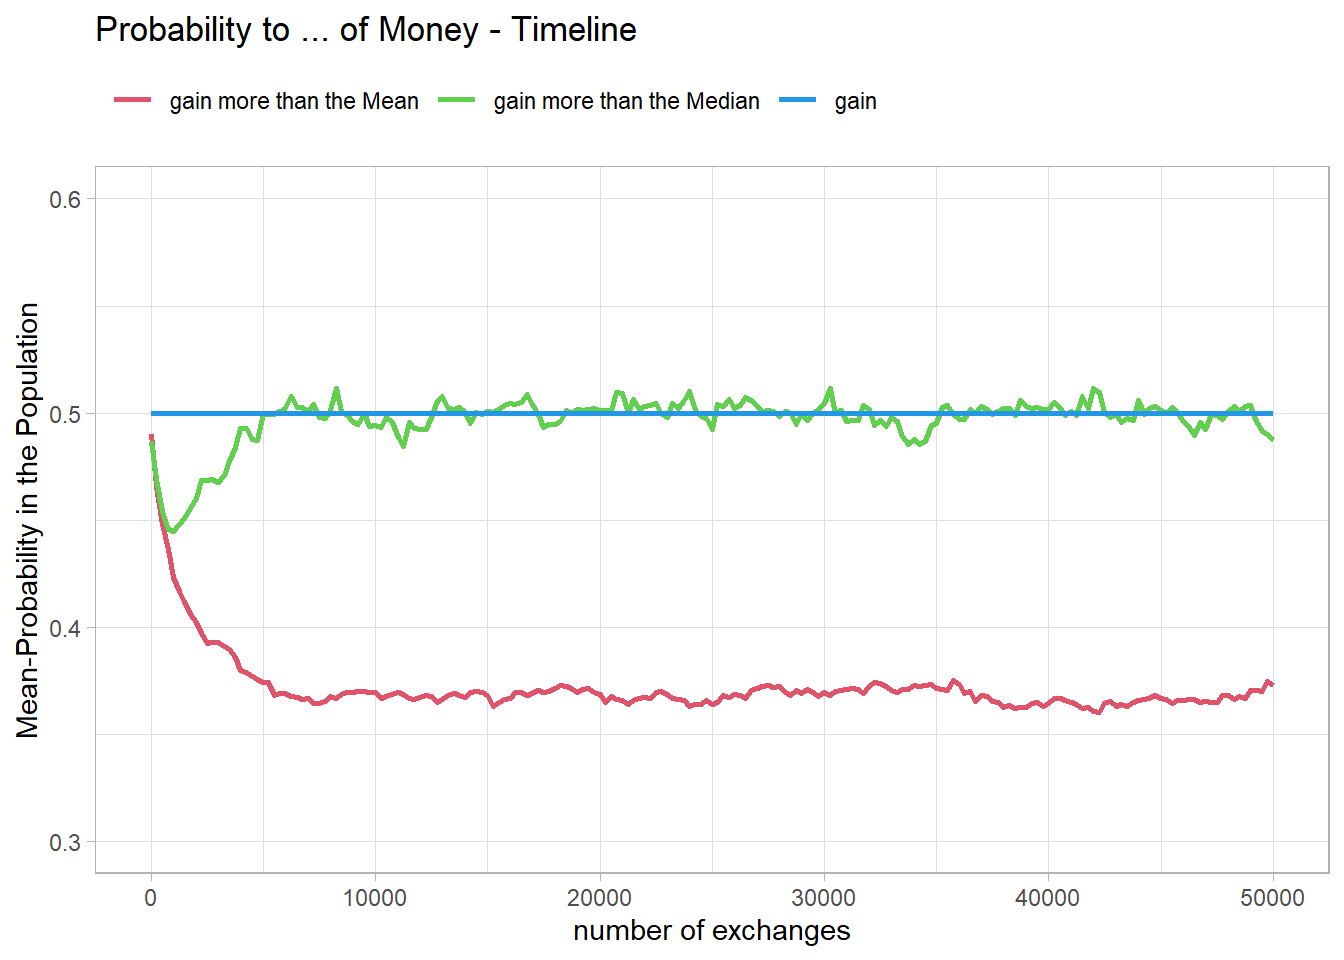 Probability to ... of Money - Timeline
gain more than the Mean gain more than the Median gain
Mean-Probability in the Population
0.6
0.5
0.4
0.3
0 10000 20000 30000 40000 50000
number of exchanges